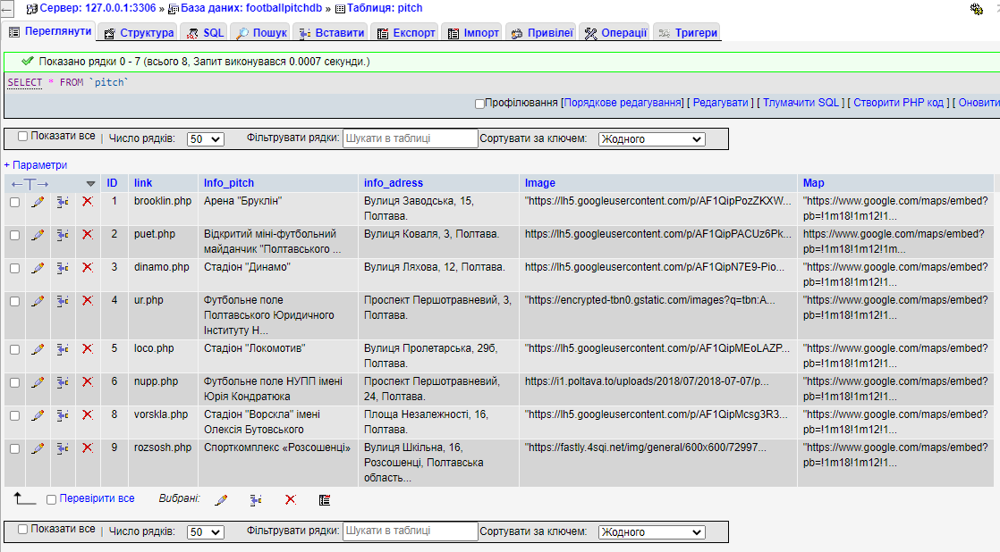 Сервер: 127.0.0.1:3306 » База даних: footballpitchdb » Таблиця: pitch
Переглянути Структура SQL Пошук Вставити Експорт Імпорт Привілеї Операції Тригери
Показано рядки 0 - 7 (всього 8, Запит виконувався 0.0007 секунди.)
SELECT * FROM `pitch`
Профілювання [Порядкове редагування] [ Редагувати ] [ Тлумачити SQL ] [ Створити PHP код ] [ Оновити
Показати все | Число рядків: 50 Фільтрувати рядки: Шукати в таблиці Сортувати за ключем: Жодного
+ Параметри
←T→ ID link Info_pitch info_adress Image Map
1 brooklin.php Арена "Бруклін" Вулиця Заводська, 15, "https://lh5.googleusercontent.com/p/AF1QipPozZKXW... "https://www.google.com/maps/embed?
Полтава. pb=!1m18!1m12!1...
2 puet.php Відкритий міні-футбольний Вулиця Коваля, 3, Полтава. https://lh5.googleusercontent.com/p/AF1QipPACUz6Pk... https://www.google.com/maps/embed?
майданчик "Полтавського ... pb=!1m18!1m12!1m...
3 dinamo.php Стадіон "Динамо" Вулиця Ляхова, 12, Полтава. https://lh5.googleusercontent.com/p/AF1QipN7E9-Pio... "https://www.google.com/maps/embed?
pb=!1m18!1m12!1...
4 ur.php Футбольне поле Проспект Першотравневий, 3, "https://encrypted-tbn0.gstatic.com/images?q=tbn:A... "https://www.google.com/maps/embed?
Полтавського Юридичного Полтава. pb=!1m18!1m12!1...
Інституту Н...
5 loco.php Стадіон "Локомотив" Вулиця Пролетарська, 29б, "https://lh5.googleusercontent.com/p/AF1QipMEoLAZP... "https://www.google.com/maps/embed?
Полтава. pb=!1m18!1m12!1...
6 nupp.php Футбольне поле НУПП імені Проспект Першотравневий, https://i1.poltava.to/uploads/2018/07/2018-07-07/p... "https://www.google.com/maps/embed?
Юрія Кондратюка 24, Полтава. pb=!1m18!1m12!1...
8 vorskla.php Стадіон "Ворскла" імені Площа Незалежності, 16, "https://lh5.googleusercontent.com/p/AF1QipMcsg3R3... "https://www.google.com/maps/embed?
Олексія Бутовського Полтава. pb=!1m18!1m12!1...
9 rozsosh.php Спорткомплекс «Розсошенці» Вулиця Шкільна, 16, "https://fastly.4sqi.net/img/general/600x600/72997... "https://www.google.com/maps/embed?
Розсошенці, Полтавська pb=!1m18!1m12!1...
область...
Перевірити все Вибрані:
Показати все | Число рядків: 50 Фільтрувати рядки: Шукати в таблиці Сортувати за ключем: Жодного